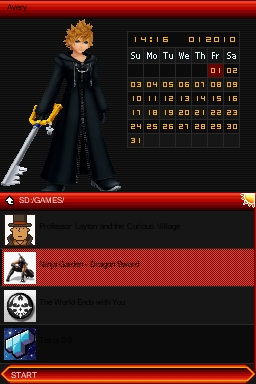 Avery
14:16 012010
Su Mo Tu We Th Fr Sa
01 02
03 04 05 06 07 08 09
10 11 12 13 14 15 16
17 18 19 20 21 22 23
24 25 26 27 28 29 30
31
SD:/GAMES/
Professor Layton and the Curious Village
Ninja Gaiden - Dragon Sword
The World Ends with You
Tetris DS
START